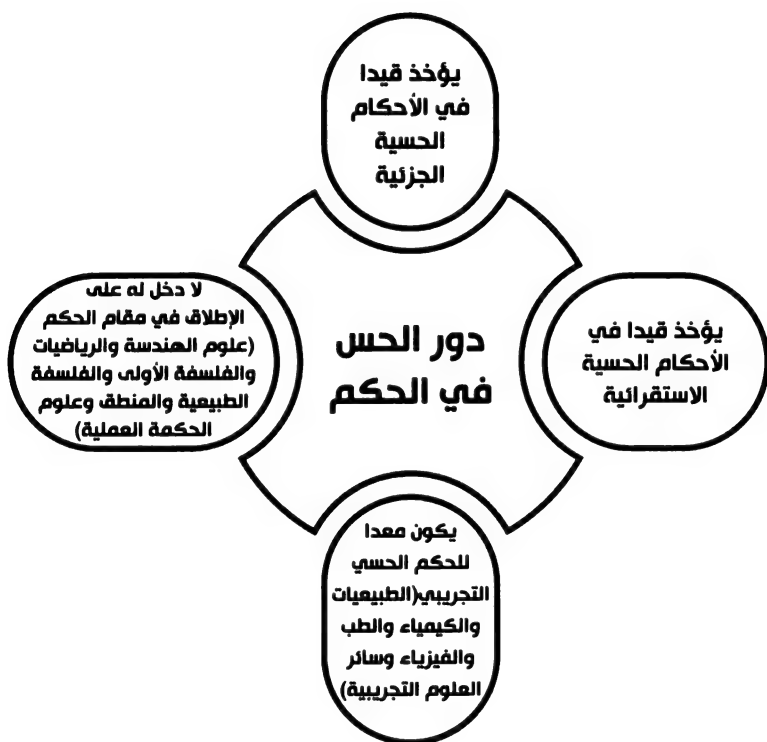 يؤخذ قيدا
في الأحكام
الحسية
الجزئية
يؤخذ قيدا في
الأحكام الحسية
الاستقرائية
دور الحس
في الحكم
لا دخل له على
الإطلاق في مقام الحكم
(علوم الهندسة والرياضيات
والفلسفة الأولى والفلسفة
الطبيعية والمنطق وعلوم
الحكمة العملية)
يكون معدا
للحكم الحسي
التجريبي(الطبيعيات
والكيمياء والطب
والفيزياء وسائر
العلوم التجريبية)